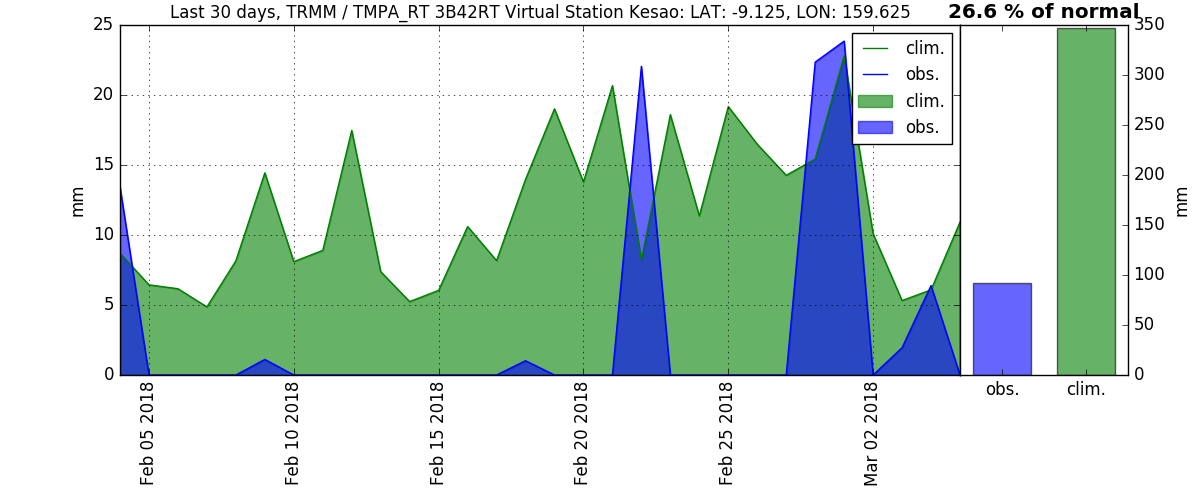 Last 30 days, TRMM / TMPA_RT 3B42RT Virtual Station Kesao: LAT: -9.125, LON: 159.625
26.6 % of normal
25
20
15
10
5
0
mm
clim.
obs.
clim.
obs.
350
300
250
200
150
100
50
0
mm
Feb 05 2018
Feb 10 2018
Feb 15 2018
Feb 20 2018
Feb 25 2018
Mar 02 2018
obs.
clim.